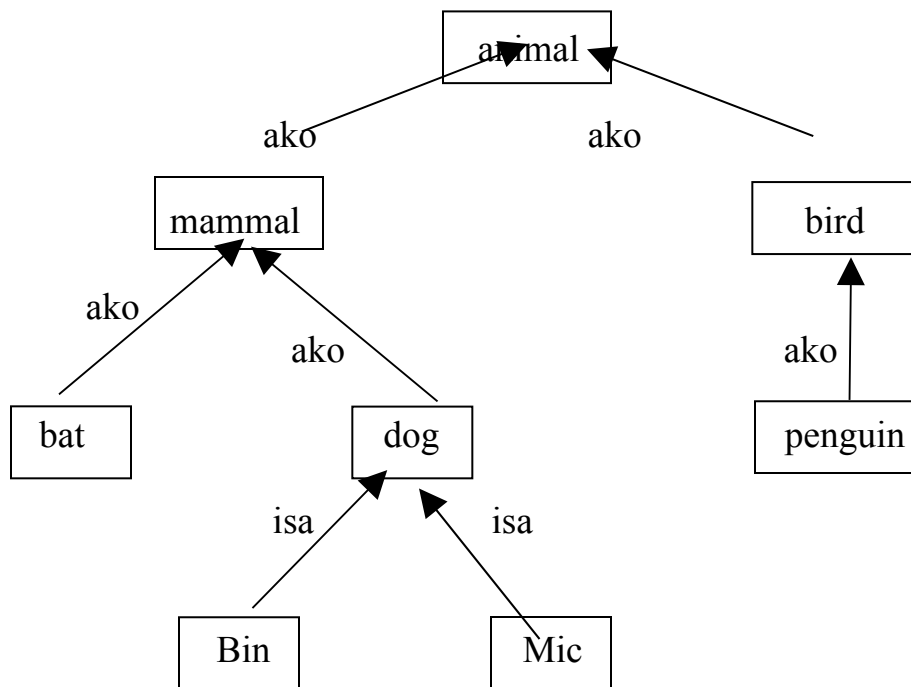 animal
ako
ako
mammal
bird
ako
ako
ako
bat
dog
penguin
isa
isa
Bin
Mic